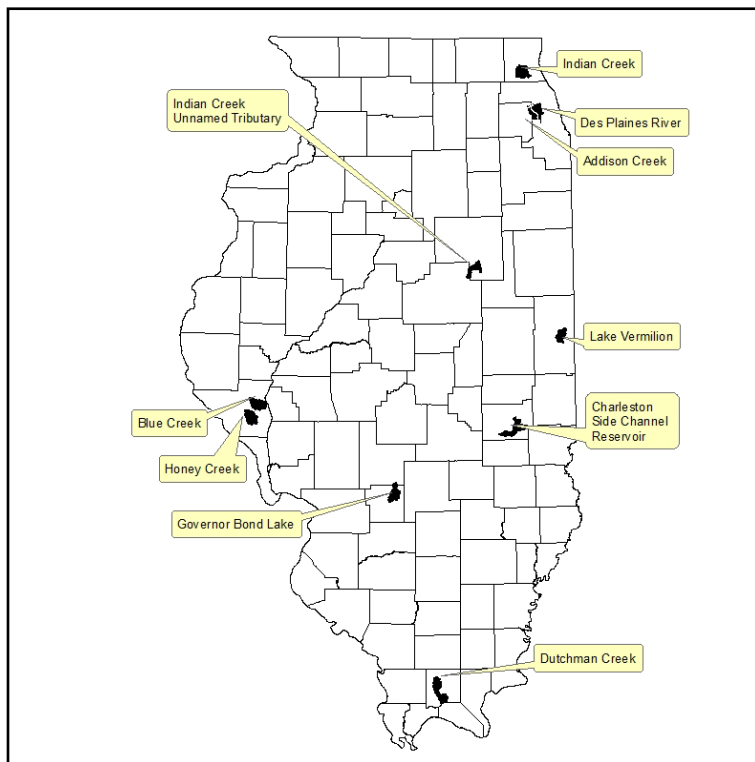 Indian Creek
Indian Creek
Unnamed Tributary
Des Plaines River
Addison Creek
Lake Vermilion
Blue Creek
Charleston
Side Channel
Reservoir
Honey Creek
Governor Bond Lake
Dutchman Creek